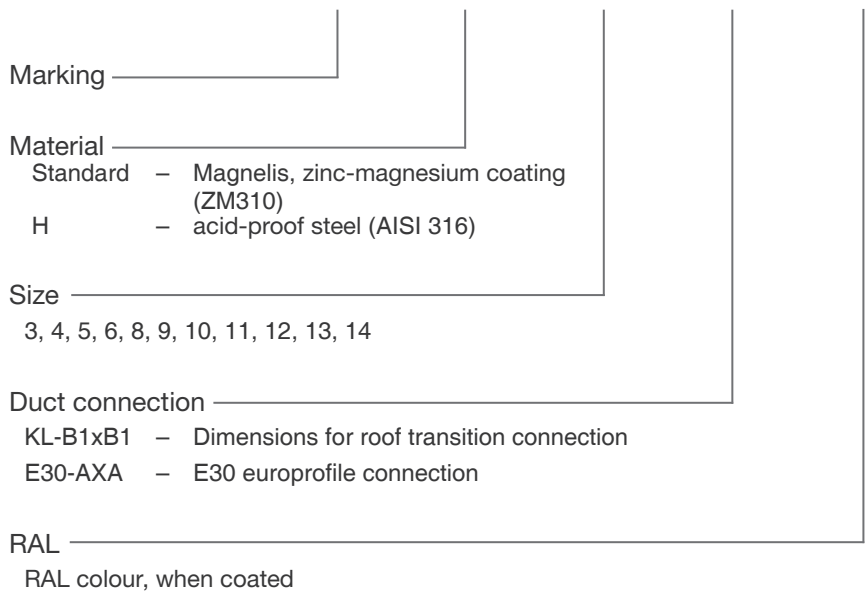 Marking
Material
Standard – Magnelis, zinc-magnesium coating
(ZM310)
H – acid-proof steel (AISI 316)
Size
3, 4, 5, 6, 8, 9, 10, 11, 12, 13, 14
Duct connection
KL-B1xB1 – Dimensions for roof transition connection
E30-AXA – E30 europrofile connection
RAL
RAL colour, when coated